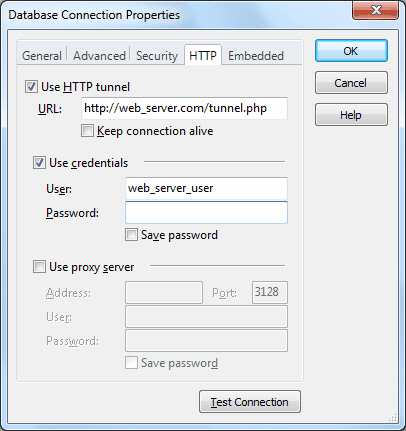 Database Connection Properties
General Advanced Security HTTP Embedded
OK
Cancel
Help
Use HTTP tunnel
URL: http://web_server.com/tunnel.php
Keep connection alive
Use credentials
User: web_server_user
Password:
Save password
Use proxy server
Address: Port: 3128
User:
Password:
Save password
Test Connection